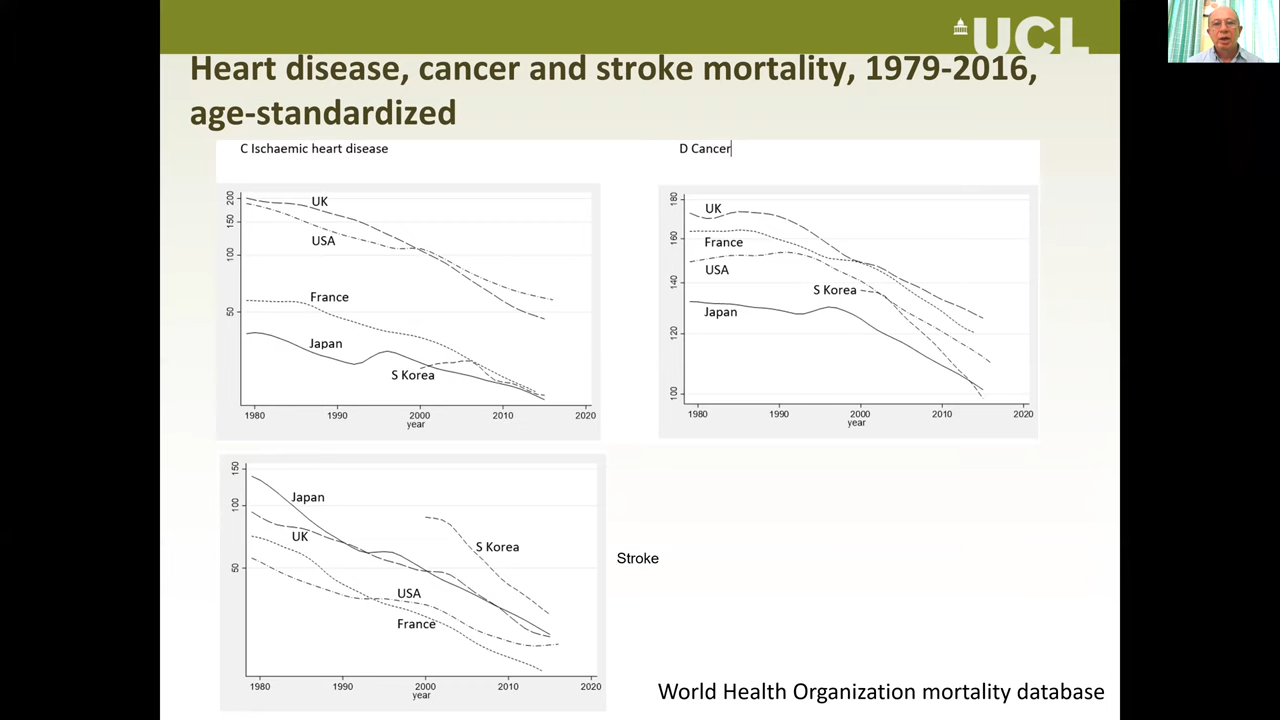 UCL
Heart disease, cancer and stroke mortality, 1979-2016,
age-standardized
C Ischaemic heart disease
D Cancer
200
150
100
50
UK
USA
France
Japan
S Korea
1980 1990 2000 2010 2020
year
180
160
140
120
100
UK
France
USA
S Korea
Japan
1980 1990 2000 2010 2020
year
150
100
50
Japan
UK
S Korea
USA
France
1980 1990 2000 2010 2020
year
Stroke
World Health Organization mortality database